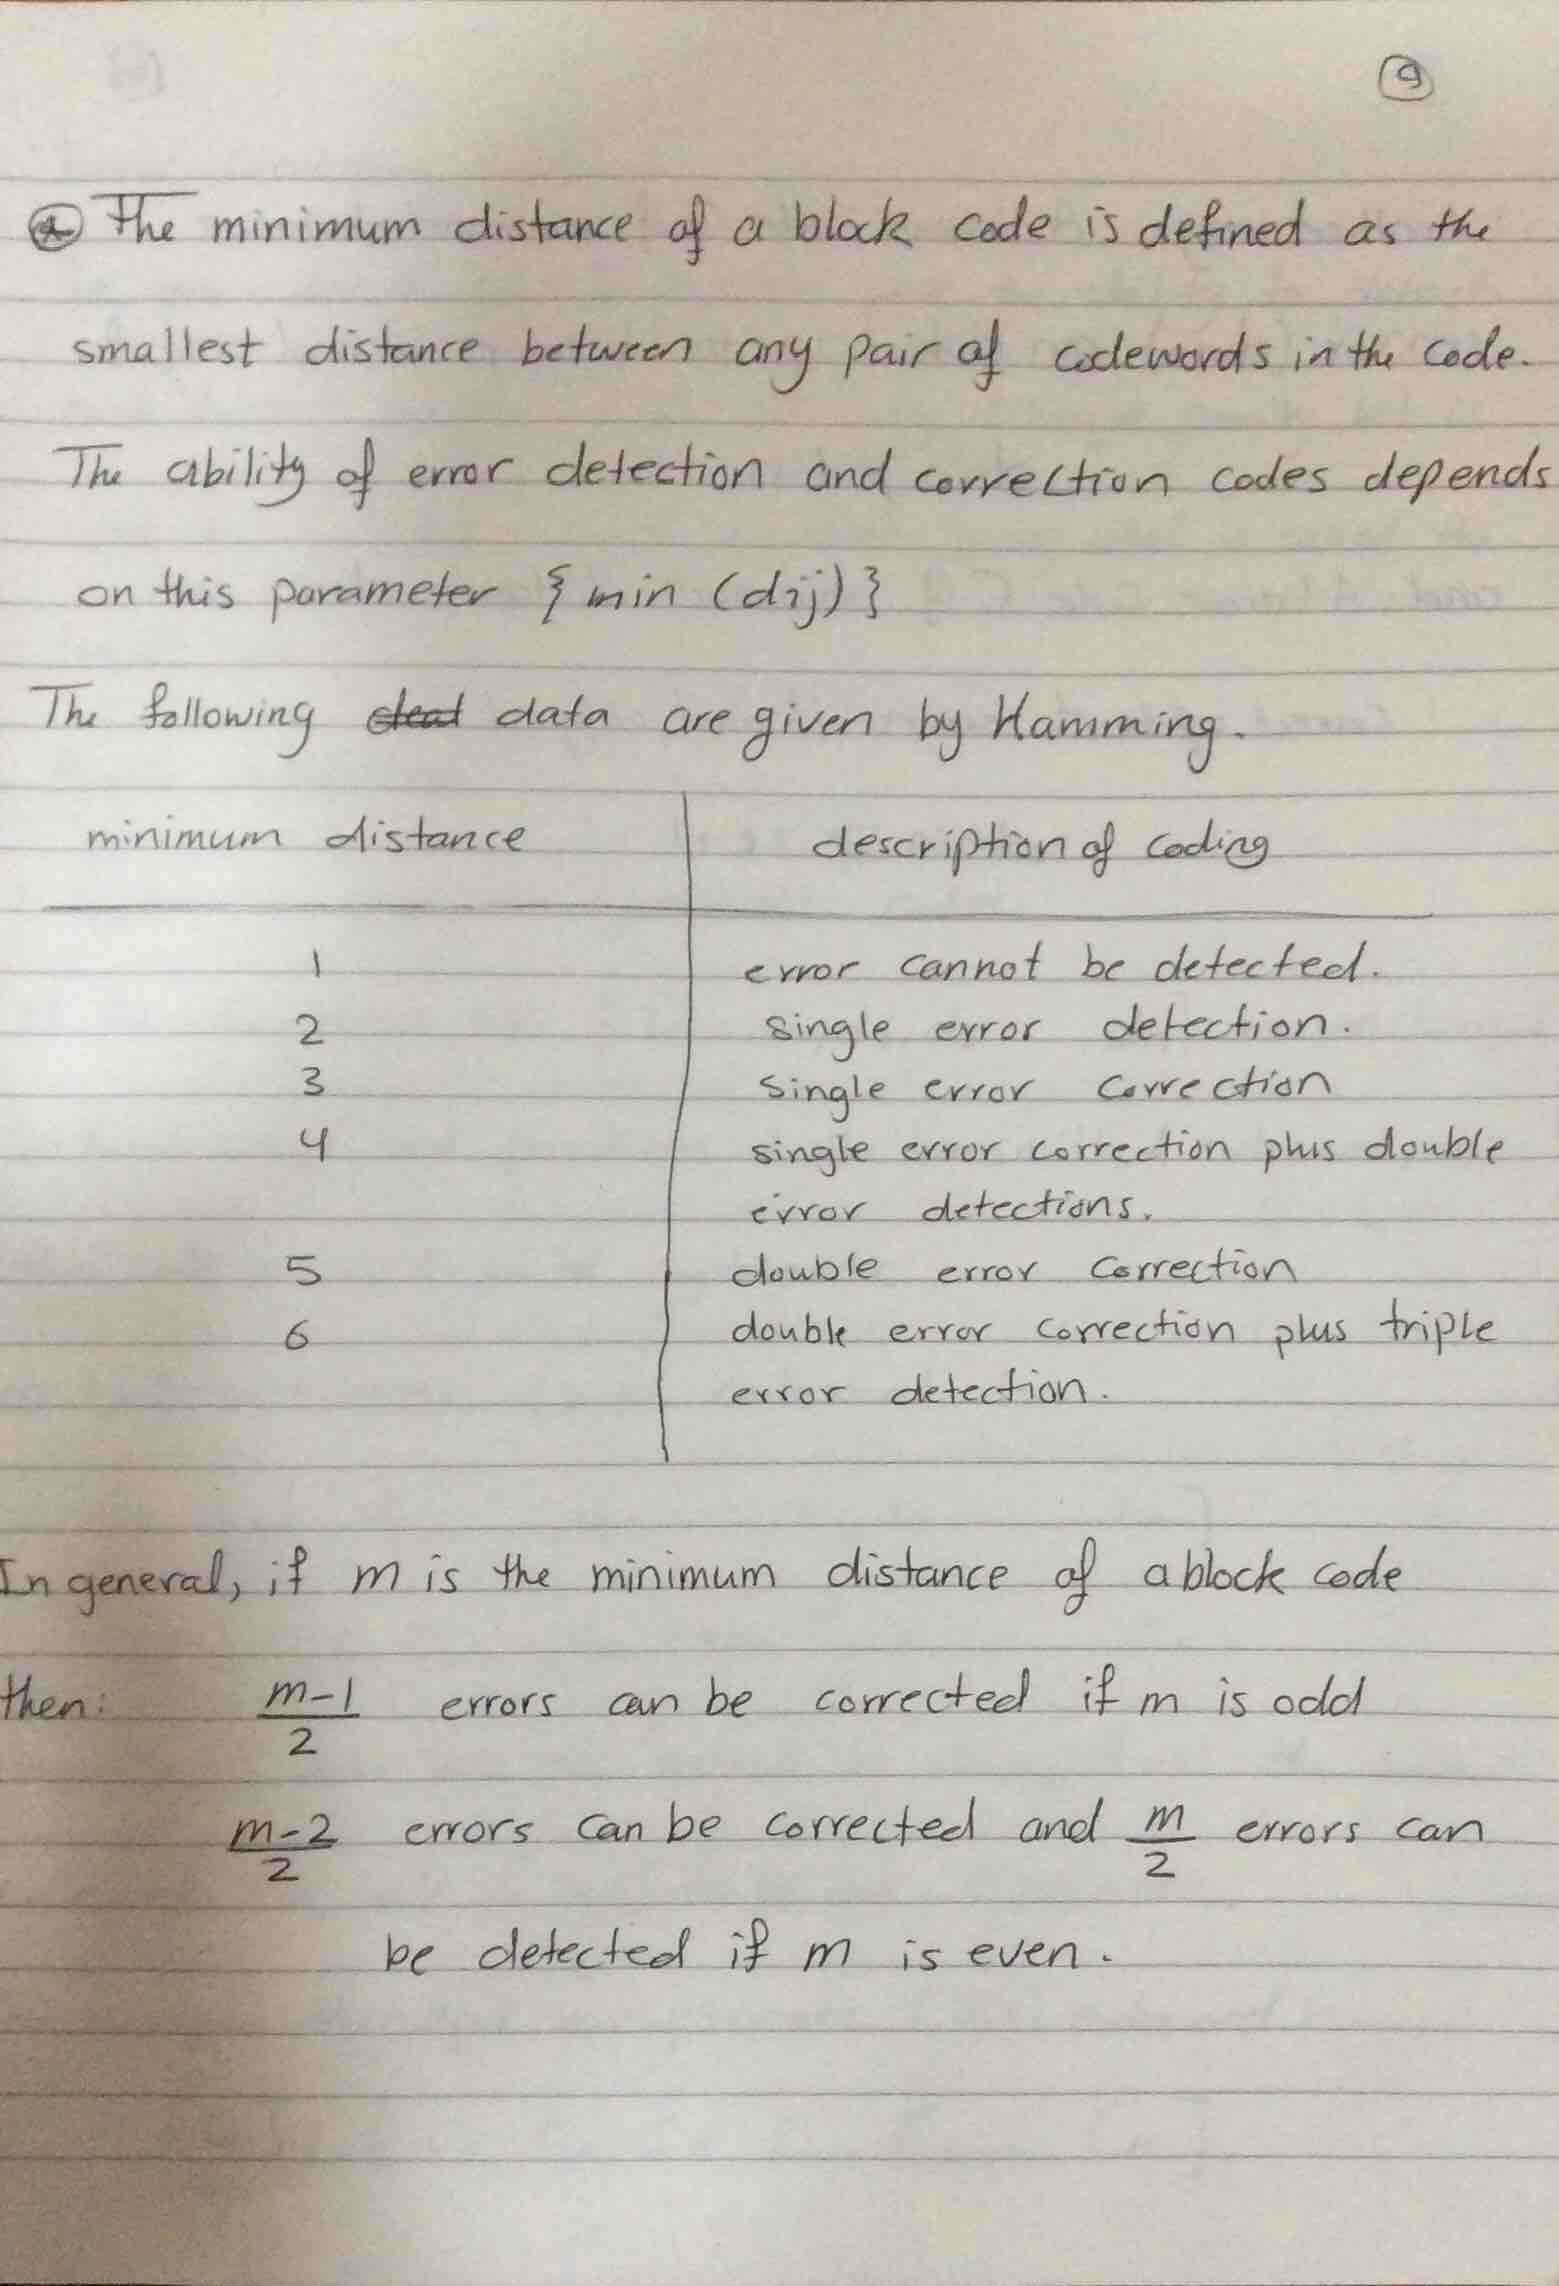 9
The minimum distance of a block code is defined as the
smallest distance between any pair of codewords in the code.
The ability of error detection and correction codes depends
on this parameter { min (dij) }
The following data are given by Hamming.
minimum distance description of coding
1 error cannot be detected.
2 single error detection.
3 single error correction
4 single error correction plus double
error detections.
5 double error correction
6 double error correction plus triple
error detection.
In general, if m is the minimum distance of a block code
then: m-1/2 errors can be corrected if m is odd
m-2/2 errors can be corrected and m/2 errors can
be detected if m is even.